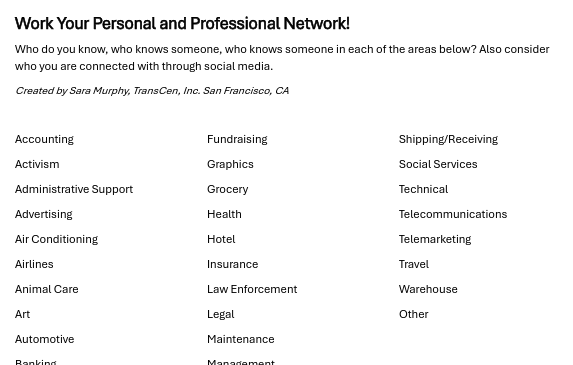 Work Your Personal and Professional Network!
Who do you know, who knows someone, who knows someone in each of the areas below? Also consider
who you are connected with through social media.
Created by Sara Murphy, TransCen, Inc. San Francisco, CA
Accounting
Activism
Administrative Support
Advertising
Air Conditioning
Airlines
Animal Care
Art
Automotive
Banking
Fundraising
Graphics
Grocery
Health
Hotel
Insurance
Law Enforcement
Legal
Maintenance
Management
Shipping/Receiving
Social Services
Technical
Telecommunications
Telemarketing
Travel
Warehouse
Other